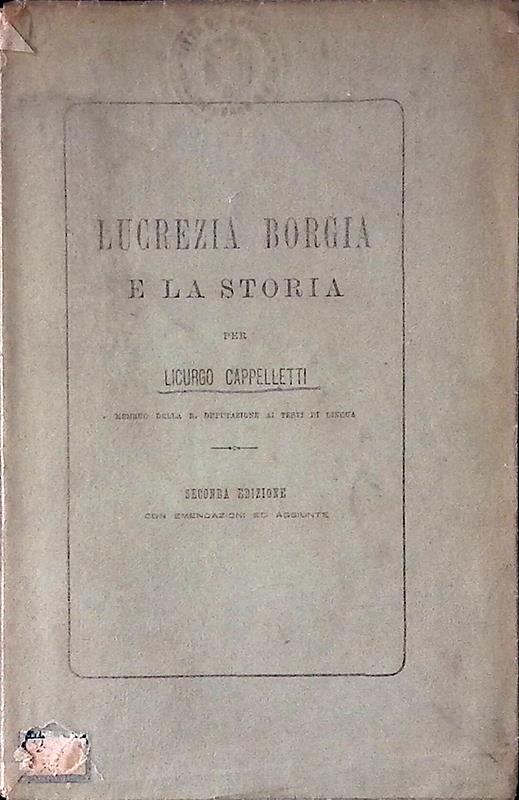 LUCREZIA BORGIA
E LA STORIA
PER
LICURGO CAPPELLETTI
MEMBRO DELLA R. DEPUTAZIONE AI TESTI DI LINGUA
SECONDA EDIZIONE
CON EMENDAZIONI ED AGGIUNTE